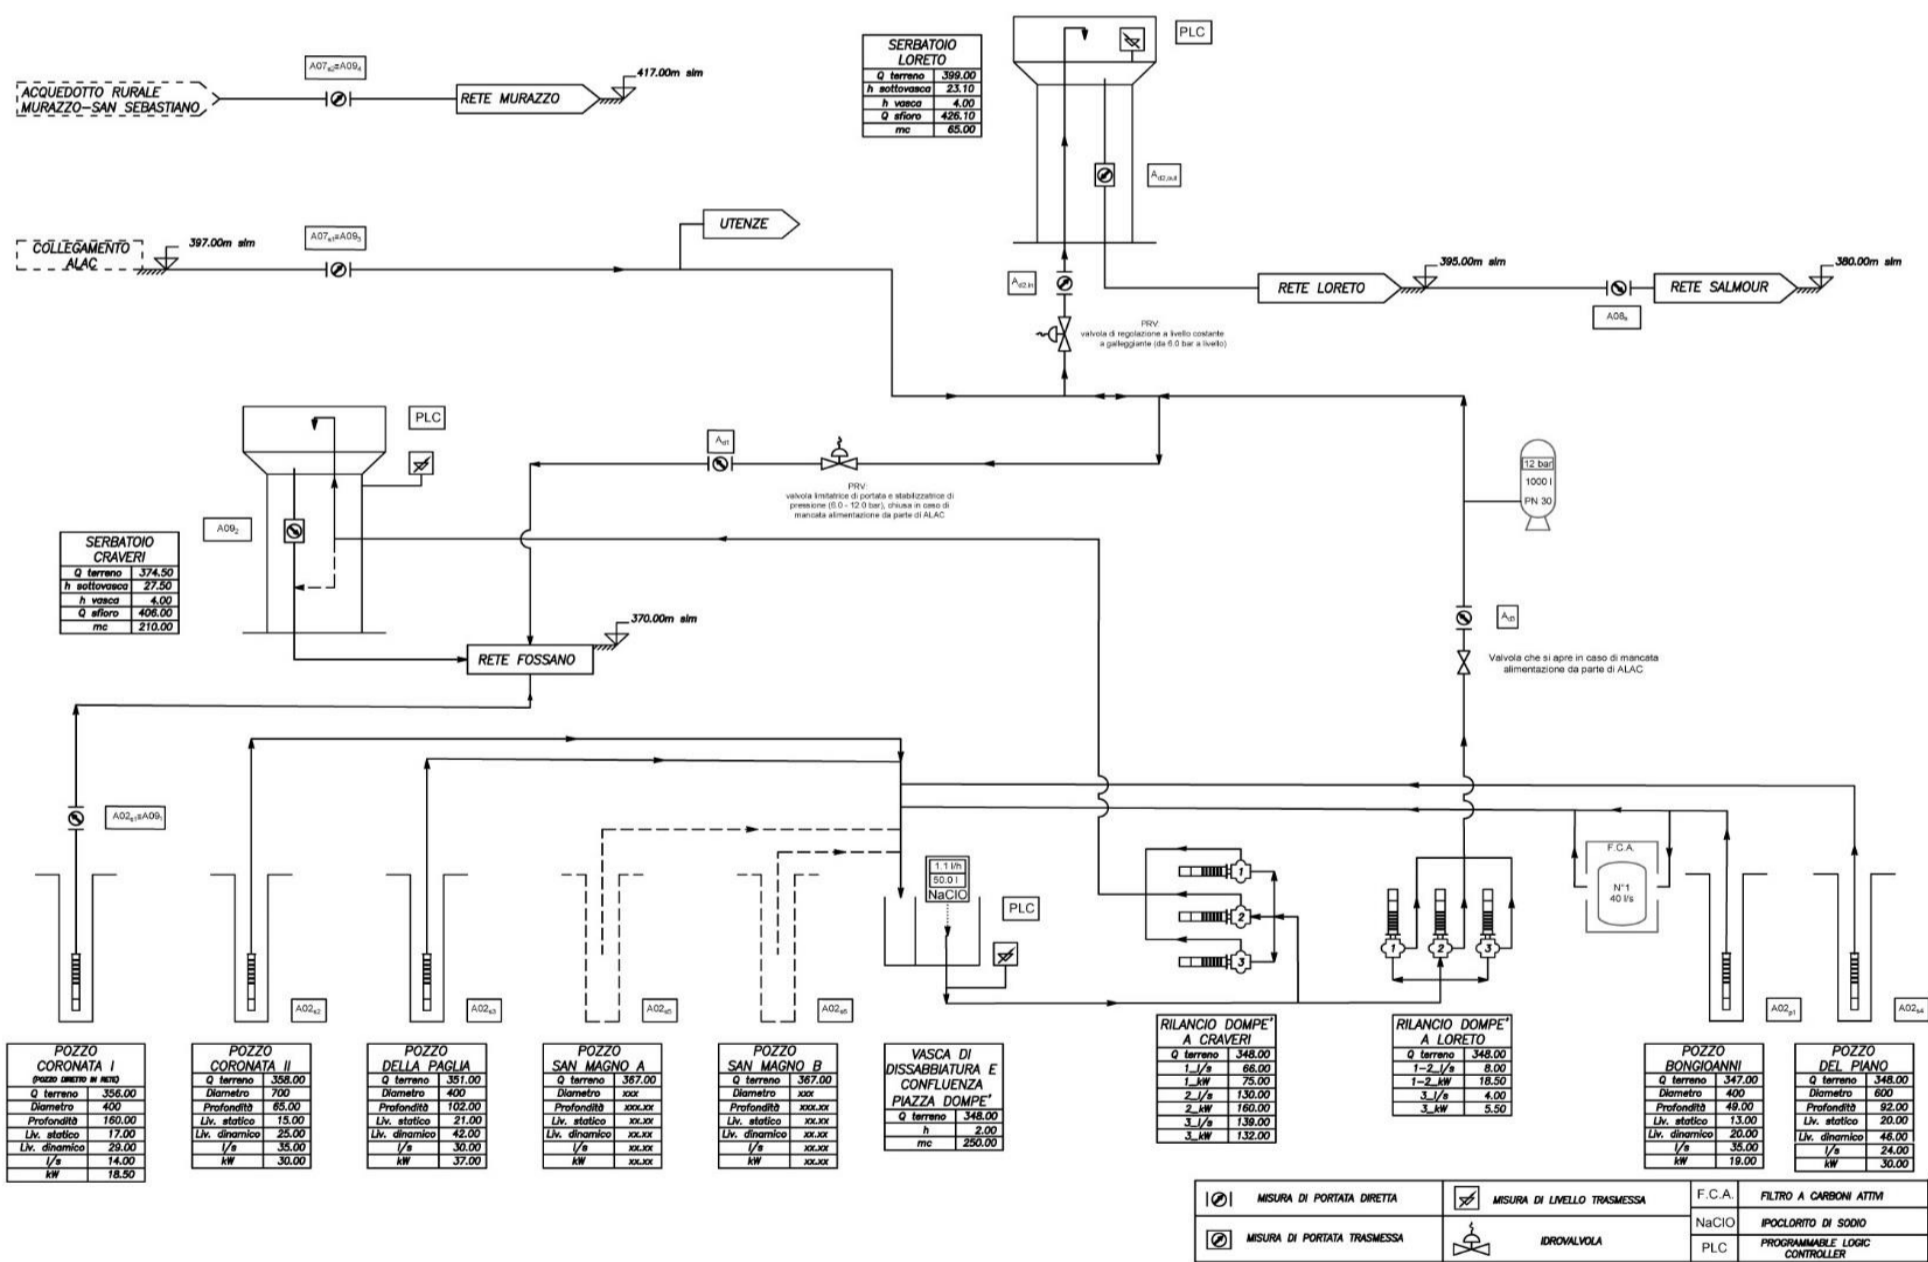 SERBATOIO
LORETO
Q terreno 399.00
h sottovasca 23.10
h vasca 4.00
Q sfioro 426.10
mc 65.00
PLC
ACQUEDOTTO RURALE
MURAZZO-SAN SEBASTIANO
RETE MURAZZO
417.00m slm
COLLEGAMENTO
ALAC
397.00m slm
UTENZE
Ad2,out
Ad2,in
RETE LORETO
395.00m slm
RETE SALMOUR
380.00m slm
PRV:
valvola di regolazione a livello costante
a galleggiante (da 6.0 bar a livello)
PLC
PRV:
valvola limitatrice di portata e stabilizzatrice di
pressione (6.0 - 12.0 bar), chiusa in caso di
mancata alimentazione da parte di ALAC
12 bar
1000 l
PN 30
A09₂
SERBATOIO
CRAVERI
Q terreno 374.50
h sottovasca 27.50
h vasca 4.00
Q sfioro 406.00
mc 210.00
370.00m slm
RETE FOSSANO
Valvola che si apre in caso di mancata
alimentazione da parte di ALAC
1.1 l/h
50.0 l
NaClO
PLC
1
2
3
1
2
3
F.C.A.
N°1
40 l/s
A02s2
A02s3
A02p1
A02s4
POZZO
CORONATA I
(POZZO DIRETTO IN RETE)
Q terreno 356.00
Diametro 400
Profondità 160.00
Liv. statico 17.00
Liv. dinamico 29.00
l/s 14.00
kW 18.50
POZZO
CORONATA II
Q terreno 358.00
Diametro 700
Profondità 65.00
Liv. statico 15.00
Liv. dinamico 25.00
l/s 35.00
kW 30.00
POZZO
DELLA PAGLIA
Q terreno 351.00
Diametro 400
Profondità 102.00
Liv. statico 21.00
Liv. dinamico 42.00
l/s 30.00
kW 37.00
POZZO
SAN MAGNO A
Q terreno 367.00
Diametro xxx
Profondità xxx.xx
Liv. statico xx.xx
Liv. dinamico xx.xx
l/s xx.xx
kW xx.xx
POZZO
SAN MAGNO B
Q terreno 367.00
Diametro xxx
Profondità xxx.xx
Liv. statico xx.xx
Liv. dinamico xx.xx
l/s xx.xx
kW xx.xx
VASCA DI
DISSABBIATURA E
CONFLUENZA
PIAZZA DOMPE'
Q terreno 348.00
h 2.00
mc 250.00
RILANCIO DOMPE'
A CRAVERI
Q terreno 348.00
1_l/s 66.00
1_kW 75.00
2_l/s 130.00
2_kW 160.00
3_l/s 139.00
3_kW 132.00
RILANCIO DOMPE'
A LORETO
Q terreno 348.00
1-2_l/s 8.00
1-2_kW 18.50
3_l/s 4.00
3_kW 5.50
POZZO
BONGIOANNI
Q terreno 347.00
Diametro 400
Profondità 49.00
Liv. statico 13.00
Liv. dinamico 20.00
l/s 35.00
kW 19.00
POZZO
DEL PIANO
Q terreno 348.00
Diametro 600
Profondità 92.00
Liv. statico 20.00
Liv. dinamico 46.00
l/s 24.00
kW 30.00
MISURA DI PORTATA DIRETTA
MISURA DI LIVELLO TRASMESSA
F.C.A. FILTRO A CARBONI ATTIVI
MISURA DI PORTATA TRASMESSA
IDROVALVOLA
NaClO IPOCLORITO DI SODIO
PLC PROGRAMMABLE LOGIC
CONTROLLER